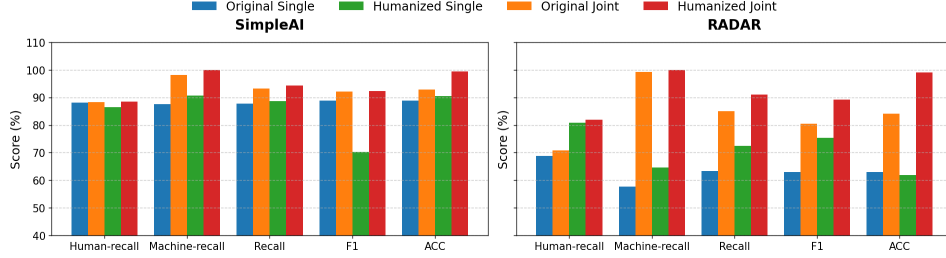 Original Single Humanized Single Original Joint Humanized Joint
SimpleAI
Score (%)
110
100
90
80
70
60
50
40
Human-recall Machine-recall Recall F1 ACC
RADAR
Score (%)
Human-recall Machine-recall Recall F1 ACC